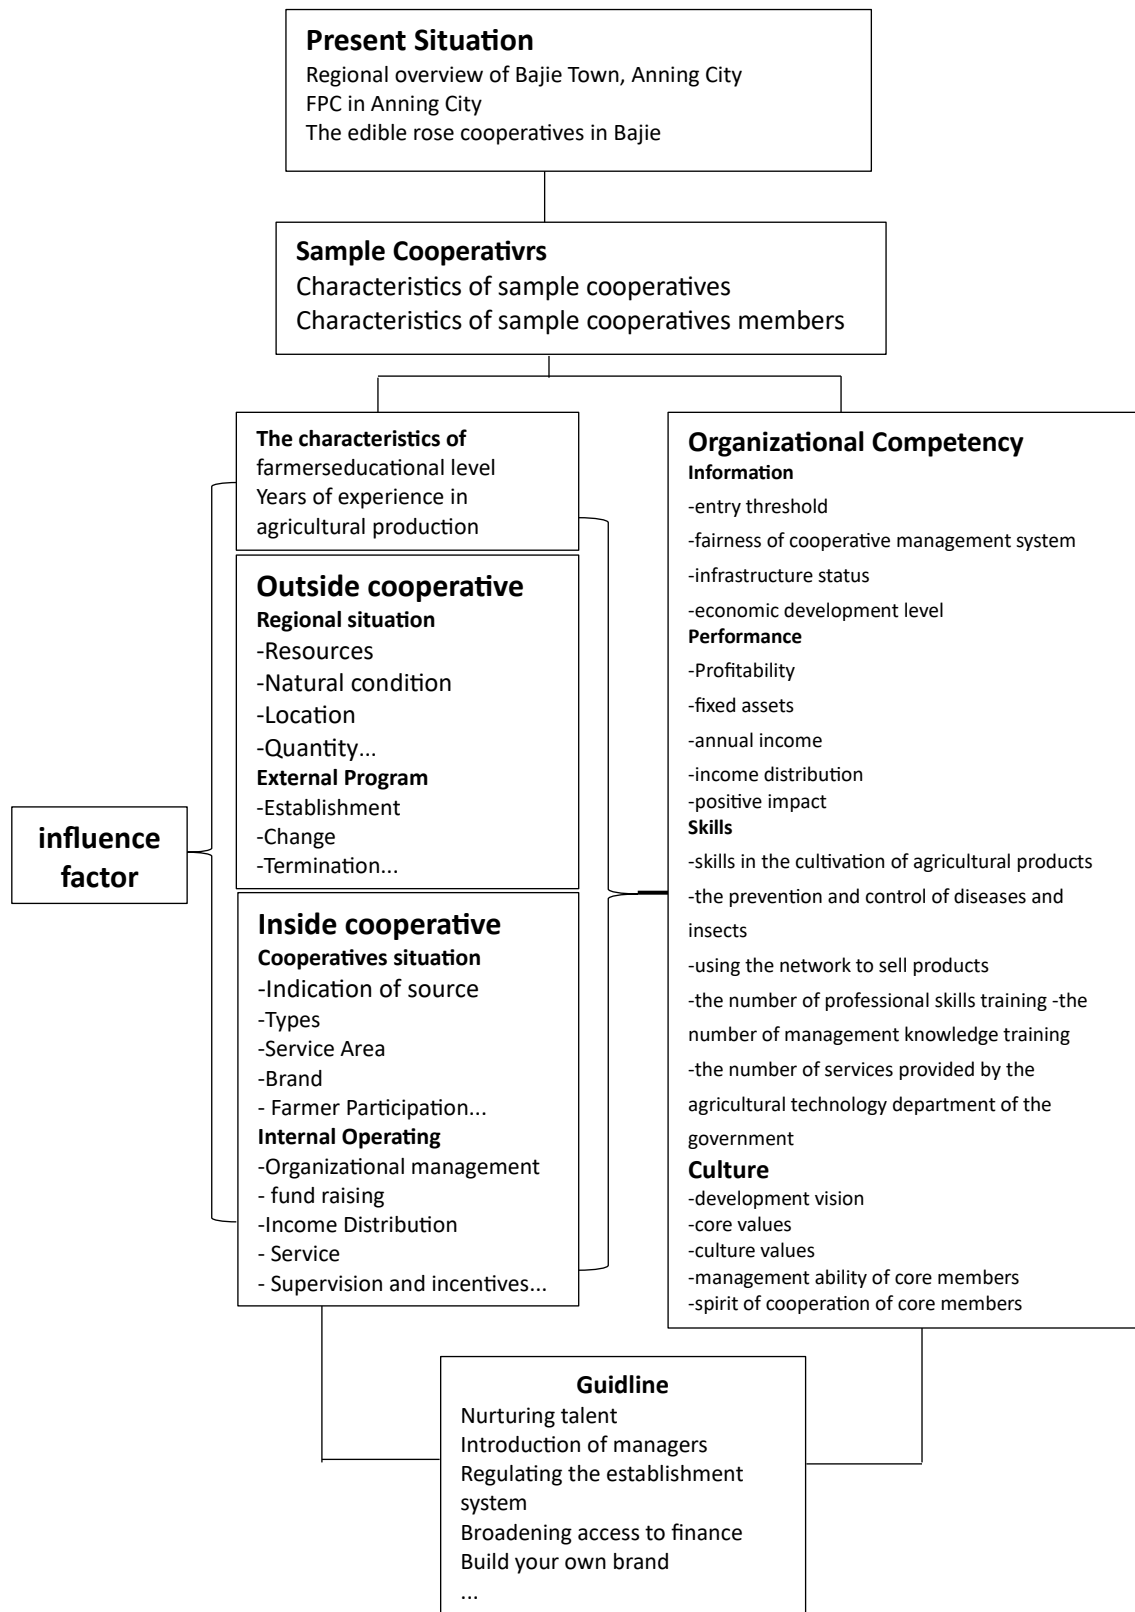 Present Situation
Regional overview of Bajie Town, Anning City
FPC in Anning City
The edible rose cooperatives in Bajie
Sample Cooperativrs
Characteristics of sample cooperatives
Characteristics of sample cooperatives members
The characteristics of
farmerseducational level
Years of experience in
agricultural production
Outside cooperative
Regional situation
-Resources
-Natural condition
-Location
-Quantity...
External Program
-Establishment
-Change
-Termination...
influence
factor
Inside cooperative
Cooperatives situation
-Indication of source
-Types
-Service Area
-Brand
- Farmer Participation...
Internal Operating
-Organizational management
- fund raising
-Income Distribution
- Service
- Supervision and incentives...
Organizational Competency
Information
-entry threshold
-fairness of cooperative management system
-infrastructure status
-economic development level
Performance
-Profitability
-fixed assets
-annual income
-income distribution
-positive impact
Skills
-skills in the cultivation of agricultural products
-the prevention and control of diseases and
insects
-using the network to sell products
-the number of professional skills training -the
number of management knowledge training
-the number of services provided by the
agricultural technology department of the
government
Culture
-development vision
-core values
-culture values
-management ability of core members
-spirit of cooperation of core members
Guidline
Nurturing talent
Introduction of managers
Regulating the establishment
system
Broadening access to finance
Build your own brand
...